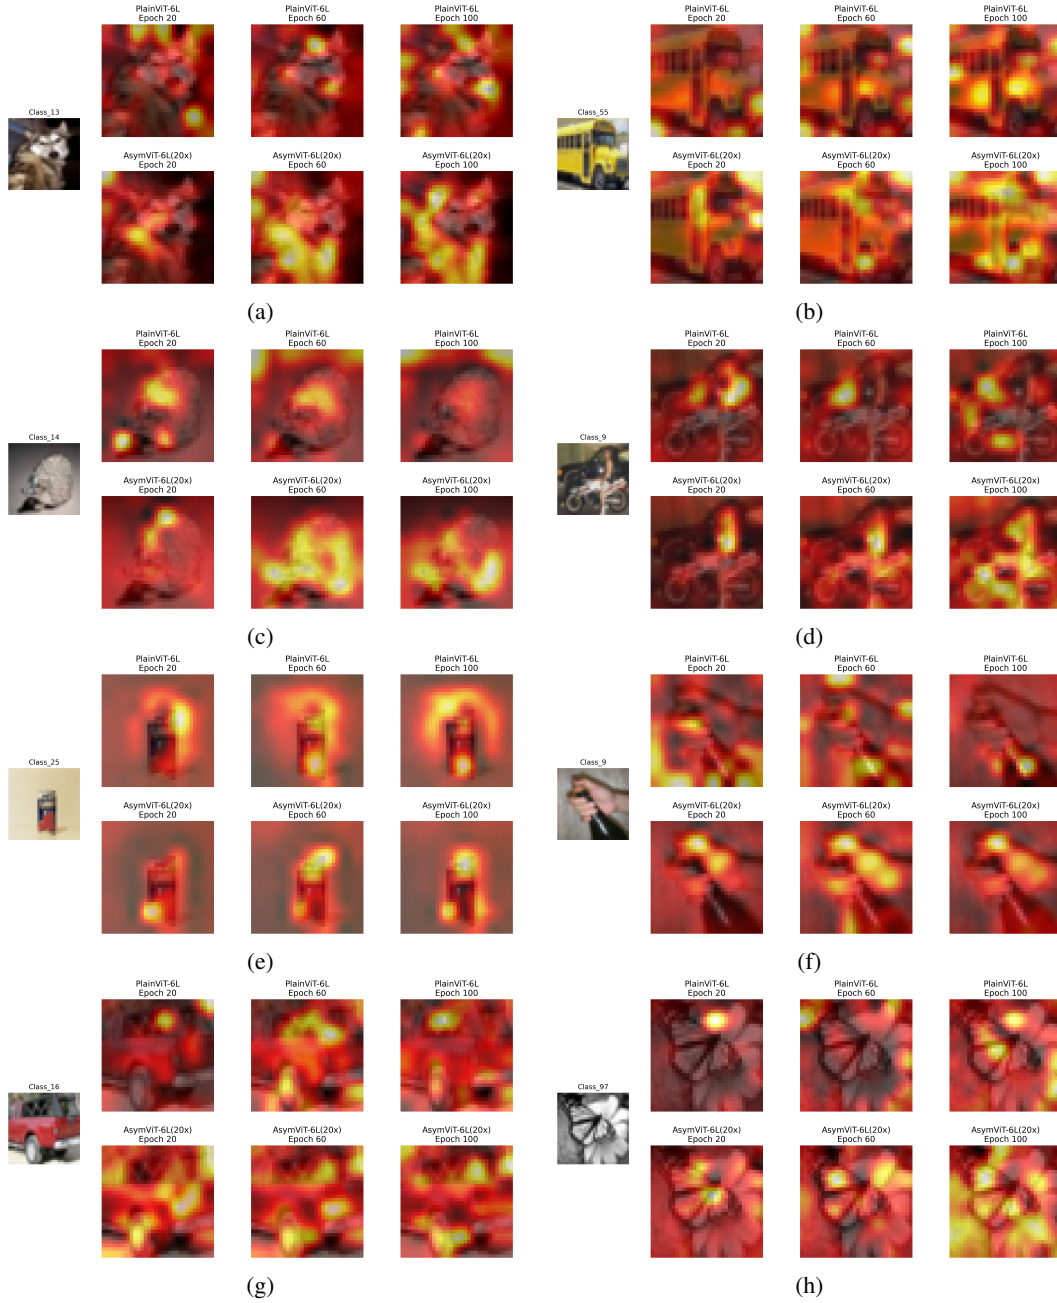 PlainViT-6L
Epoch 20
PlainViT-6L
Epoch 60
PlainViT-6L
Epoch 100
Class_13
AsymViT-6L(20x)
Epoch 20
AsymViT-6L(20x)
Epoch 60
AsymViT-6L(20x)
Epoch 100
(a)
PlainViT-6L
Epoch 20
PlainViT-6L
Epoch 60
PlainViT-6L
Epoch 100
Class_55
AsymViT-6L(20x)
Epoch 20
AsymViT-6L(20x)
Epoch 60
AsymViT-6L(20x)
Epoch 100
(b)
PlainViT-6L
Epoch 20
PlainViT-6L
Epoch 60
PlainViT-6L
Epoch 100
Class_14
AsymViT-6L(20x)
Epoch 20
AsymViT-6L(20x)
Epoch 60
AsymViT-6L(20x)
Epoch 100
(c)
PlainViT-6L
Epoch 20
PlainViT-6L
Epoch 60
PlainViT-6L
Epoch 100
Class_9
AsymViT-6L(20x)
Epoch 20
AsymViT-6L(20x)
Epoch 60
AsymViT-6L(20x)
Epoch 100
(d)
PlainViT-6L
Epoch 20
PlainViT-6L
Epoch 60
PlainViT-6L
Epoch 100
Class_25
AsymViT-6L(20x)
Epoch 20
AsymViT-6L(20x)
Epoch 60
AsymViT-6L(20x)
Epoch 100
(e)
PlainViT-6L
Epoch 20
PlainViT-6L
Epoch 60
PlainViT-6L
Epoch 100
Class_9
AsymViT-6L(20x)
Epoch 20
AsymViT-6L(20x)
Epoch 60
AsymViT-6L(20x)
Epoch 100
(f)
PlainViT-6L
Epoch 20
PlainViT-6L
Epoch 60
PlainViT-6L
Epoch 100
Class_16
AsymViT-6L(20x)
Epoch 20
AsymViT-6L(20x)
Epoch 60
AsymViT-6L(20x)
Epoch 100
(g)
PlainViT-6L
Epoch 20
PlainViT-6L
Epoch 60
PlainViT-6L
Epoch 100
Class_97
AsymViT-6L(20x)
Epoch 20
AsymViT-6L(20x)
Epoch 60
AsymViT-6L(20x)
Epoch 100
(h)